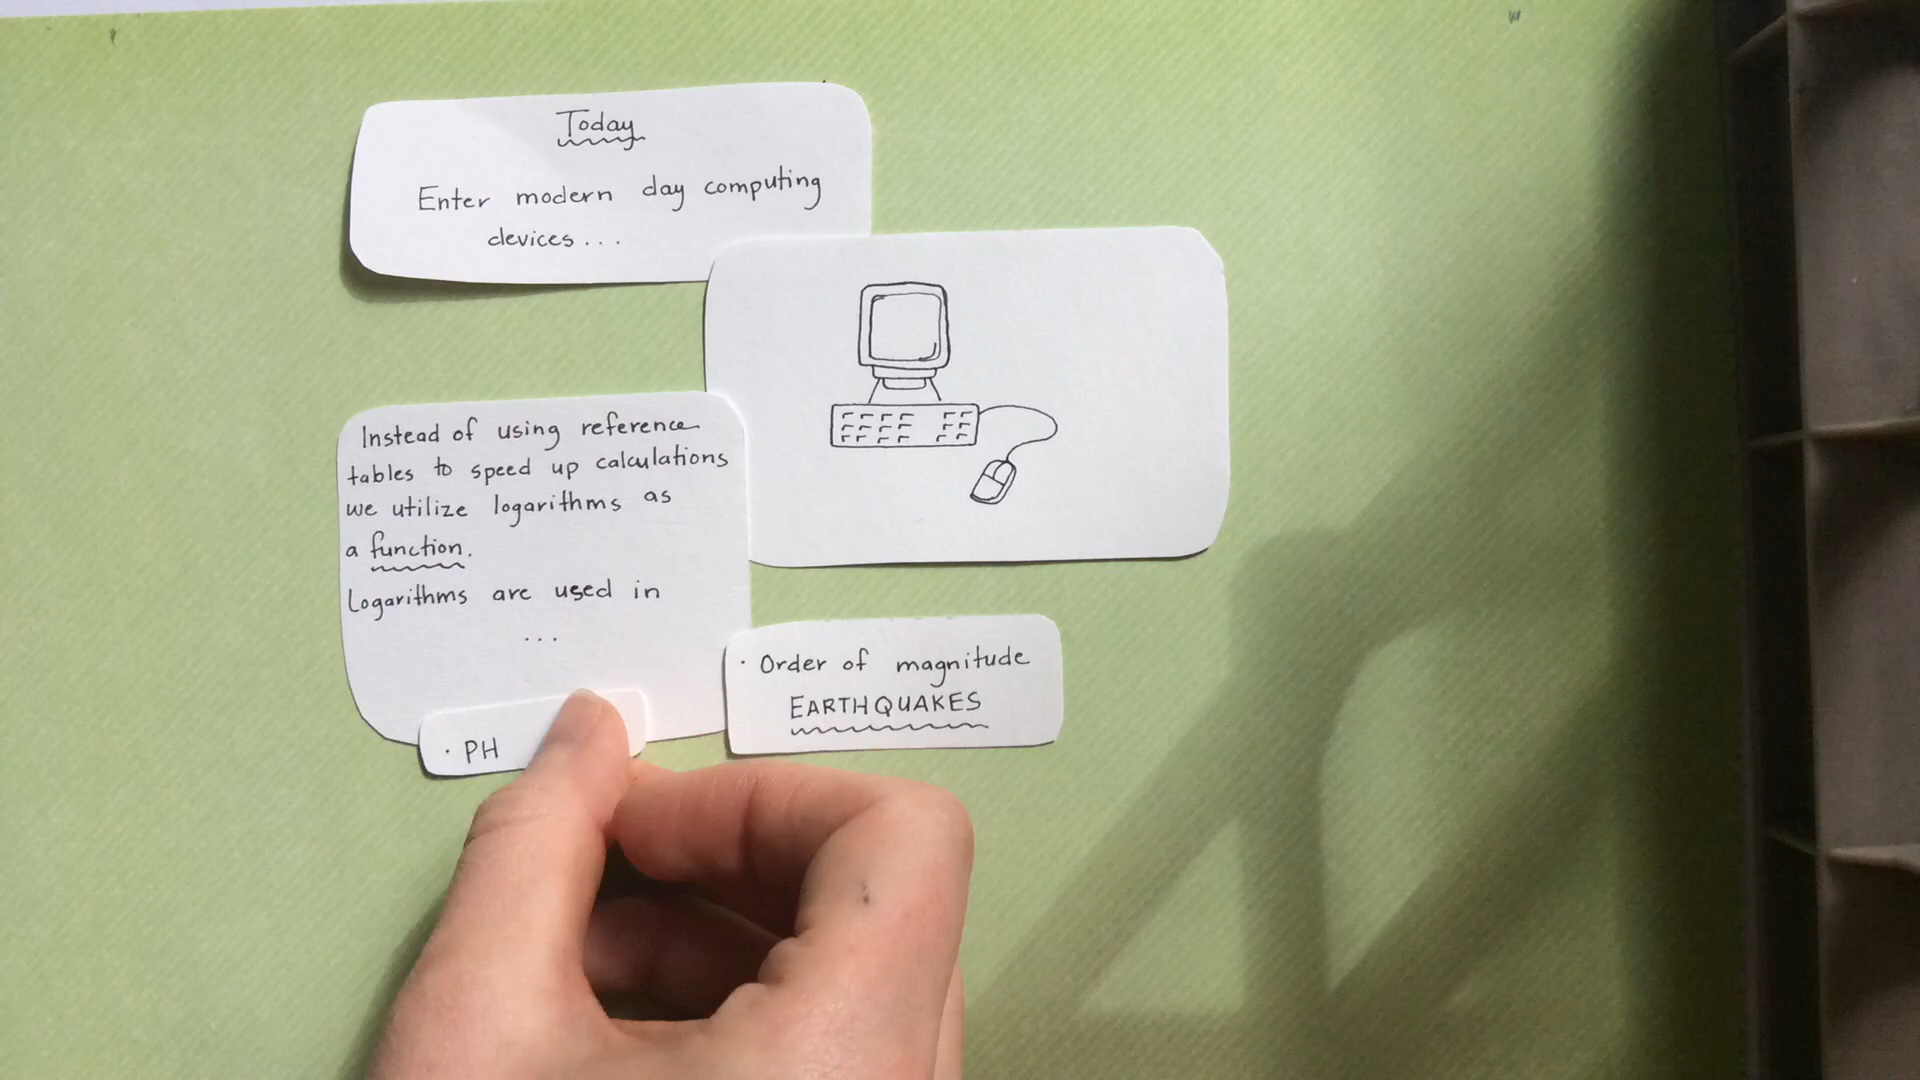 Today
Enter modern day computing
devices...
Instead of using reference
tables to speed up calculations
we utilize logarithms as
a function.
Logarithms are used in
...
· Order of magnitude
EARTHQUAKES
· PH